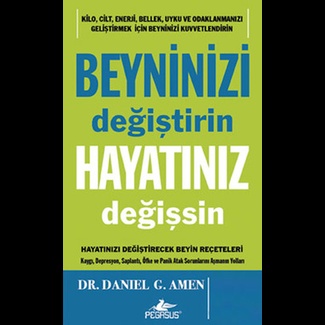 KİLO, CİLT, ENERJİ, BELLEK, UYKU VE ODAKLANMANIZI
GELİŞTİRMEK İÇİN BEYNİNİZİ KUVVETLENDİRİN
BEYNİNİZİ
değiştirin
HAYATINIZ
değişsin
HAYATINIZI DEĞİŞTİRECEK BEYİN REÇETELERİ
Kaygı, Depresyon, Saplantı, Öfke ve Panik Atak Sorunlarını Aşmanın Yolları
DR. DANIEL G. AMEN
PEGASUS